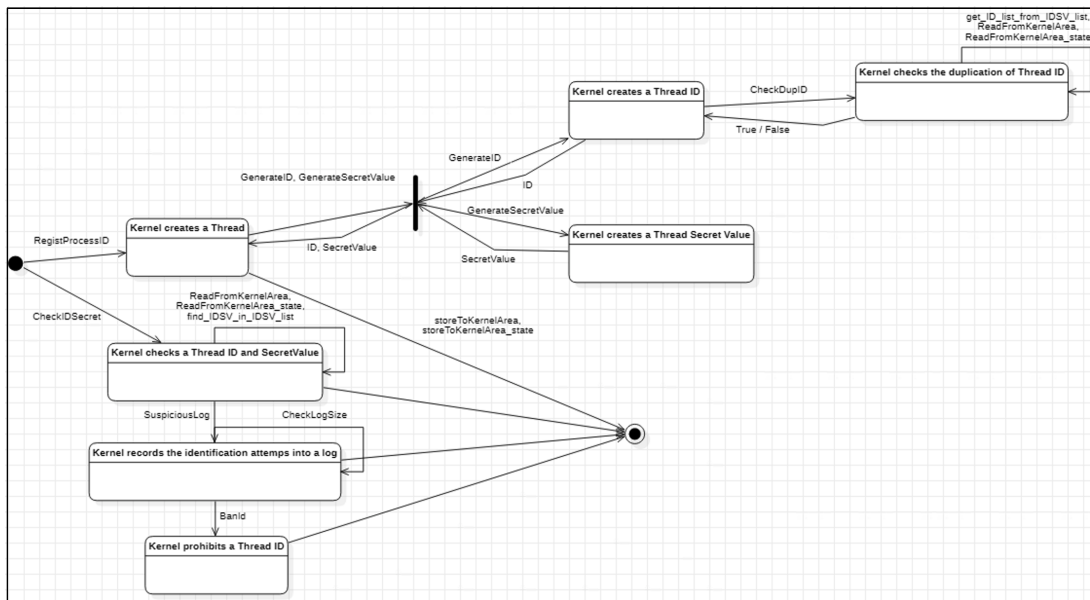 get_ID_list_from_IDSV_list,
ReadFromKernelArea,
ReadFromKernelArea_state
Kernel checks the duplication of Thread ID
Kernel creates a Thread ID
CheckDupID
True / False
GenerateID
ID
GenerateID, GenerateSecretValue
GenerateSecretValue
Kernel creates a Thread
Kernel creates a Thread Secret Value
RegistProcessID
ID, SecretValue
SecretValue
ReadFromKernelArea,
ReadFromKernelArea_state,
find_IDSV_in_IDSV_list
CheckIDSecret
storeToKernelArea,
storeToKernelArea_state
Kernel checks a Thread ID and SecretValue
SuspiciousLog
CheckLogSize
Kernel records the identification attemps into a log
BanId
Kernel prohibits a Thread ID